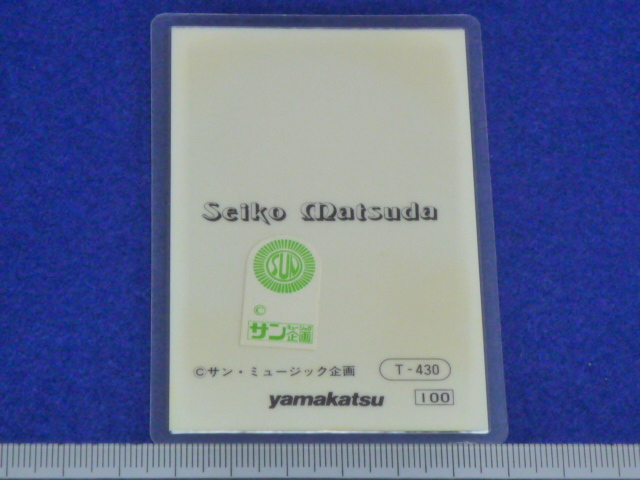 Seiko Matsuda
SUN
©
サン企画
©サン・ミュージック企画
T-430
yamakatsu
100